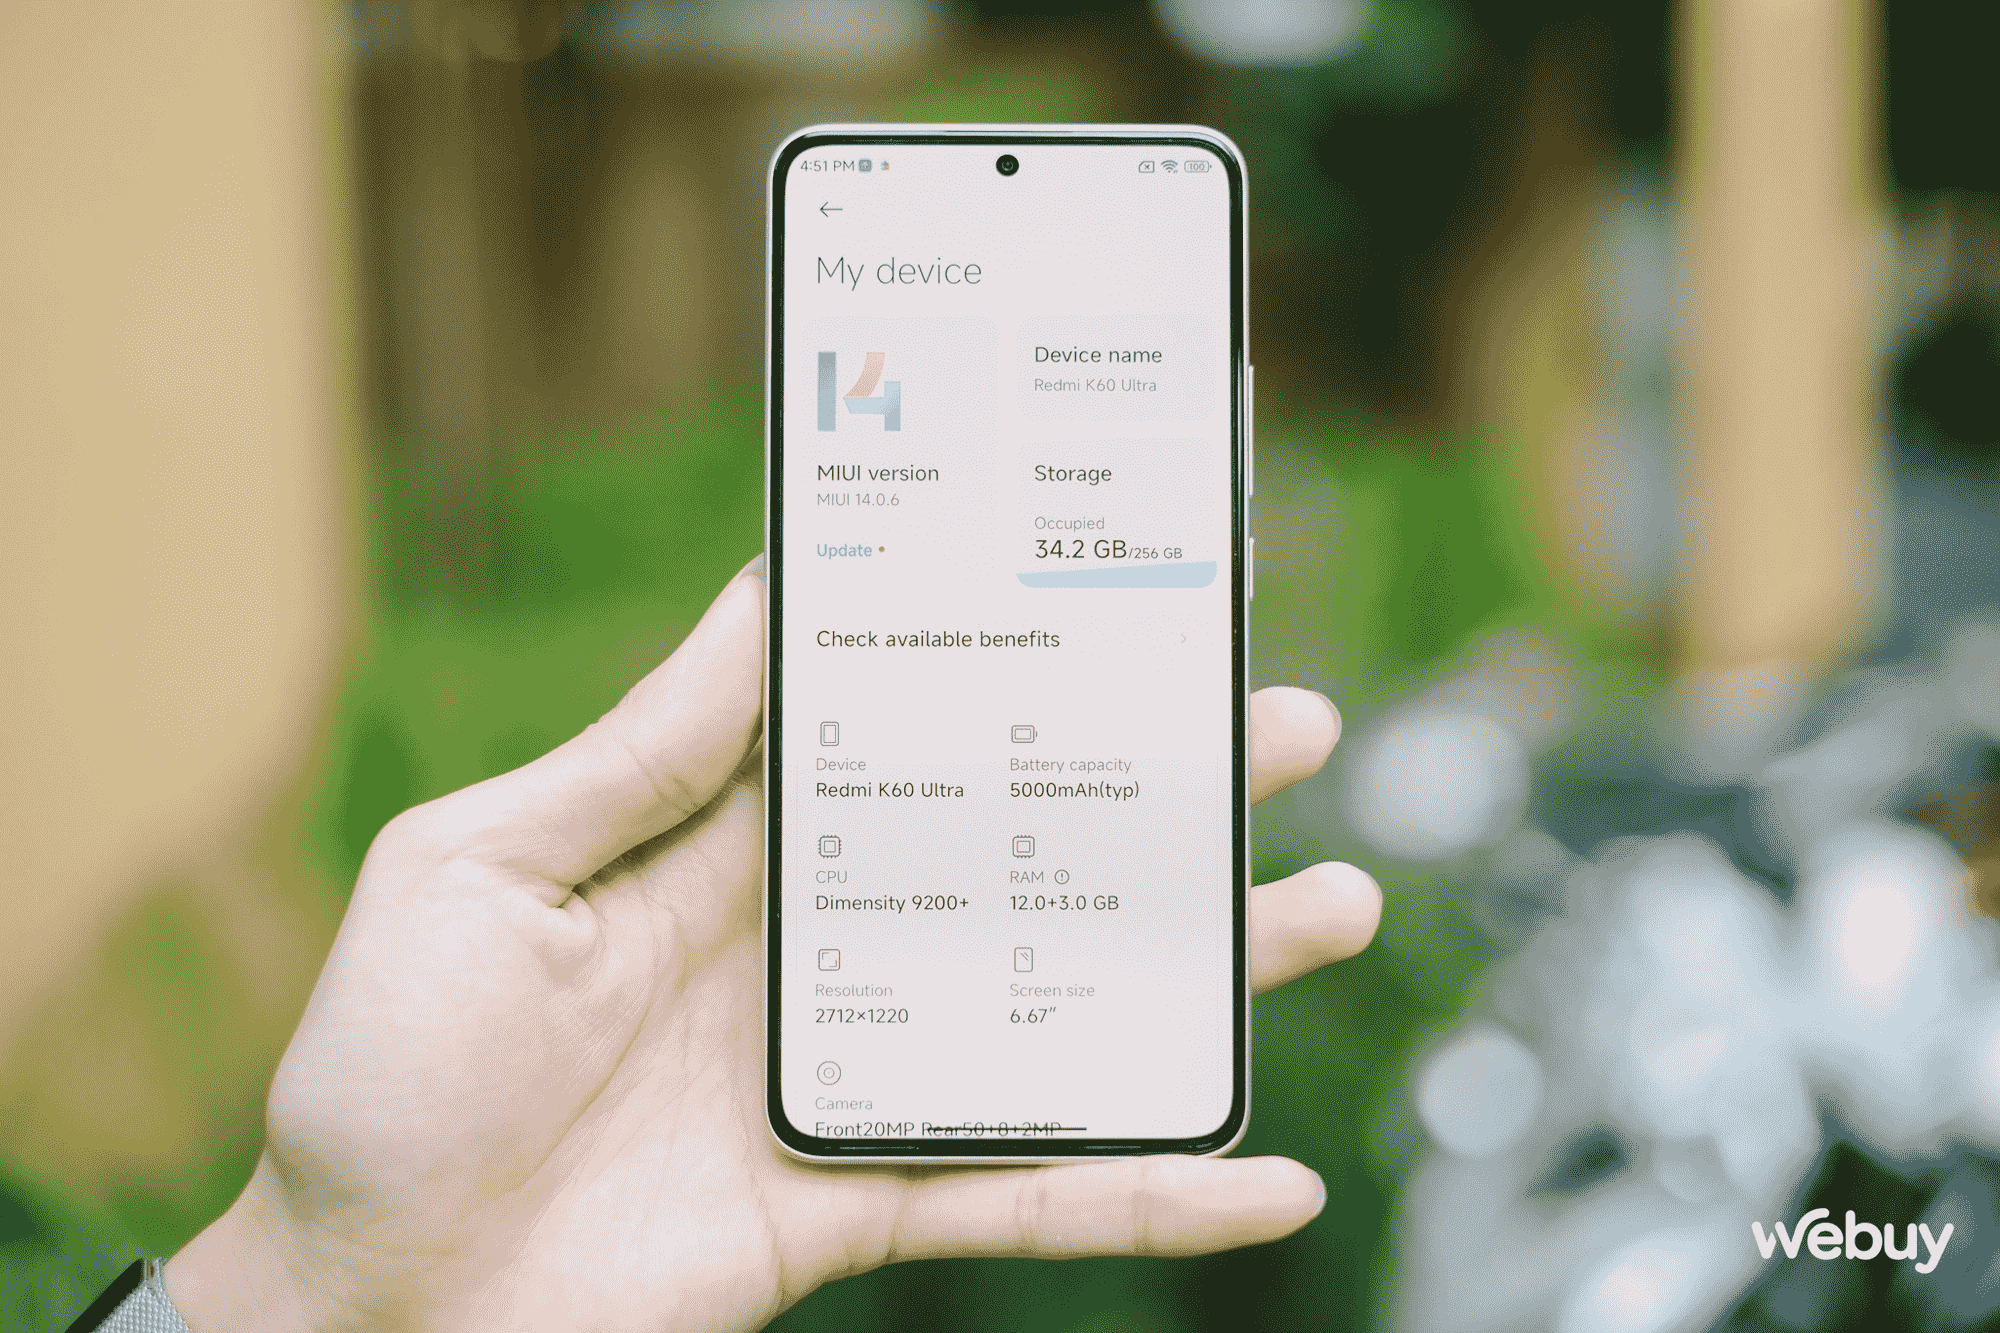 4:51 PM
100
My device
14
MIUI version
MIUI 14.0.6
Update
Device name
Redmi K60 Ultra
Storage
Occupied
34.2 GB/256 GB
Check available benefits
Device
Redmi K60 Ultra
Battery capacity
5000mAh(typ)
CPU
Dimensity 9200+
RAM
12.0+3.0 GB
Resolution
2712×1220
Screen size
6.67"
Camera
Front20MP Rear50+8+2MP
webuy